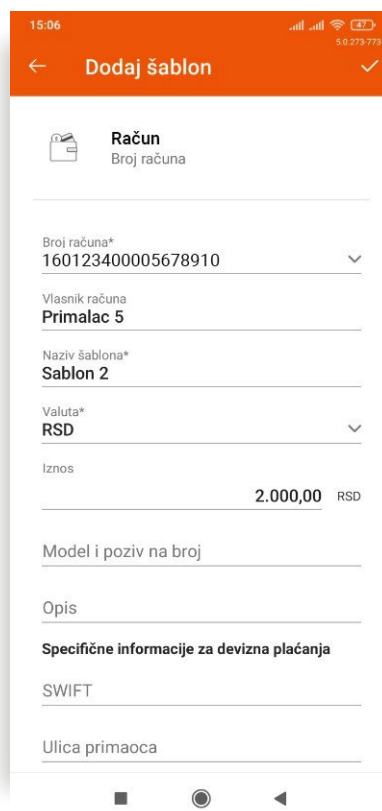 15:06
47
5.0.273-773
Dodaj šablon
Račun
Broj računa
Broj računa*
160123400005678910
Vlasnik računa
Primalac 5
Naziv šablona*
Sablon 2
Valuta*
RSD
Iznos
2.000,00 RSD
Model i poziv na broj
Opis
Specifične informacije za devizna plaćanja
SWIFT
Ulica primaoca